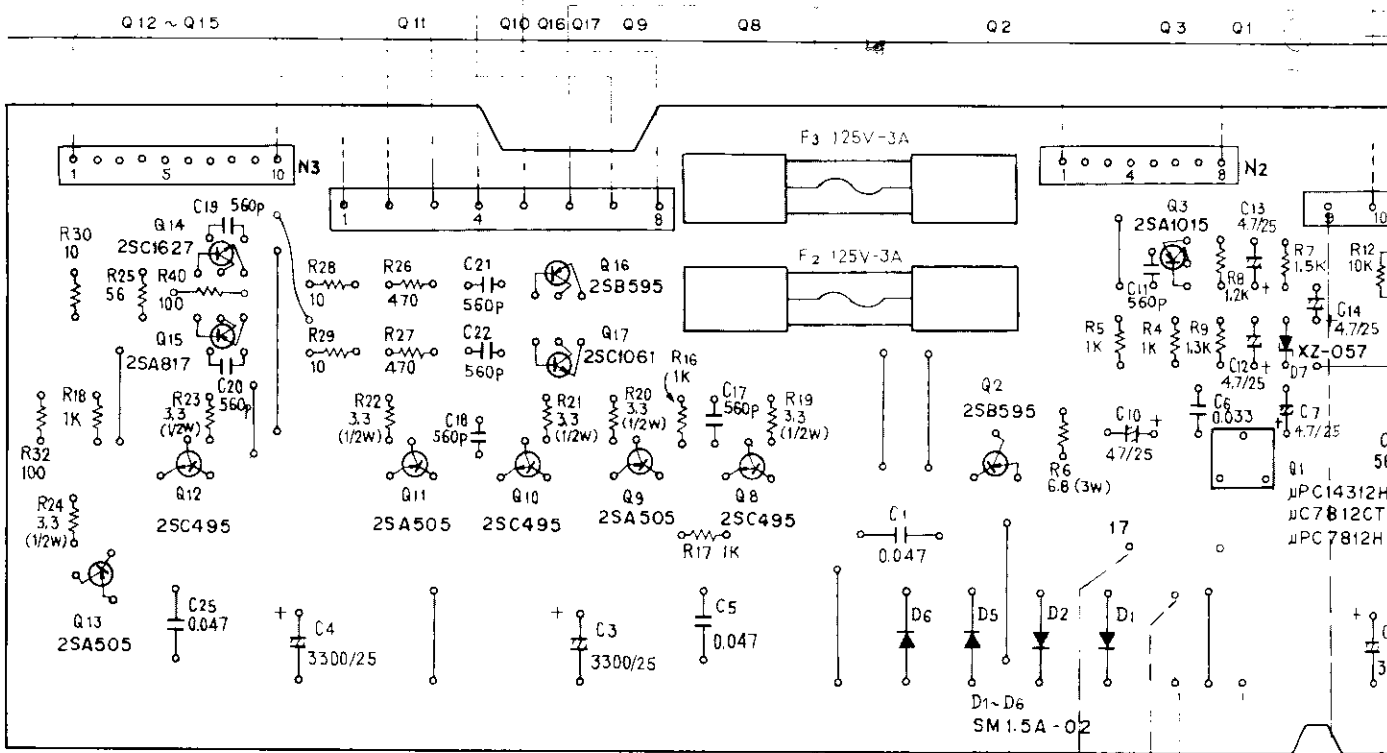 Q12 ~ Q15 Q11 Q10 Q16 Q17 Q9 Q8 Q2 Q3 Q1
F3 125V-3A
1 5 10 N3
1 4 8 N2
1 4 8
9 10
C19 560p
Q14
2SC1627
R30
10
R25
56
R40
100
Q15
2SA817
C20
560p
R28
10
R26
470
C21
560p
Q16
2SB595
F2 125V-3A
R29
10
R27
470
C22
560p
Q17
2SC1061
Q3
2SA1015
C13
4.7/25
C11
560p
R8
1.2K
+
R7
1.5K
R12
10K
C14
4.7/25
+
R5
1K
R4
1K
R9
1.3K
C12
4.7/25
+
XZ-057
D7
R18
1K
R23
3.3
(1/2W)
R22
3.3
(1/2W)
C18
560p
R21
3.3
(1/2W)
R20
3.3
(1/2W)
R16
1K
C17
560p
R19
3.3
(1/2W)
Q2
2SB595
R6
6.8 (3W)
C10
+
47/25
C6
0.033
+
C7
4.7/25
R32
100
R24
3.3
(1/2W)
Q12
2SC495
Q11
2SA505
Q10
2SC495
Q9
2SA505
Q8
2SC495
R17 1K
C1
0.047
17
Q1
μPC14312H
μC7812CT
μPC7812H
Q13
2SA505
C25
0.047
+
C4
3300/25
+
C3
3300/25
C5
0.047
D6
D5
D2
D1
D1~D6
SM1.5A-02
+